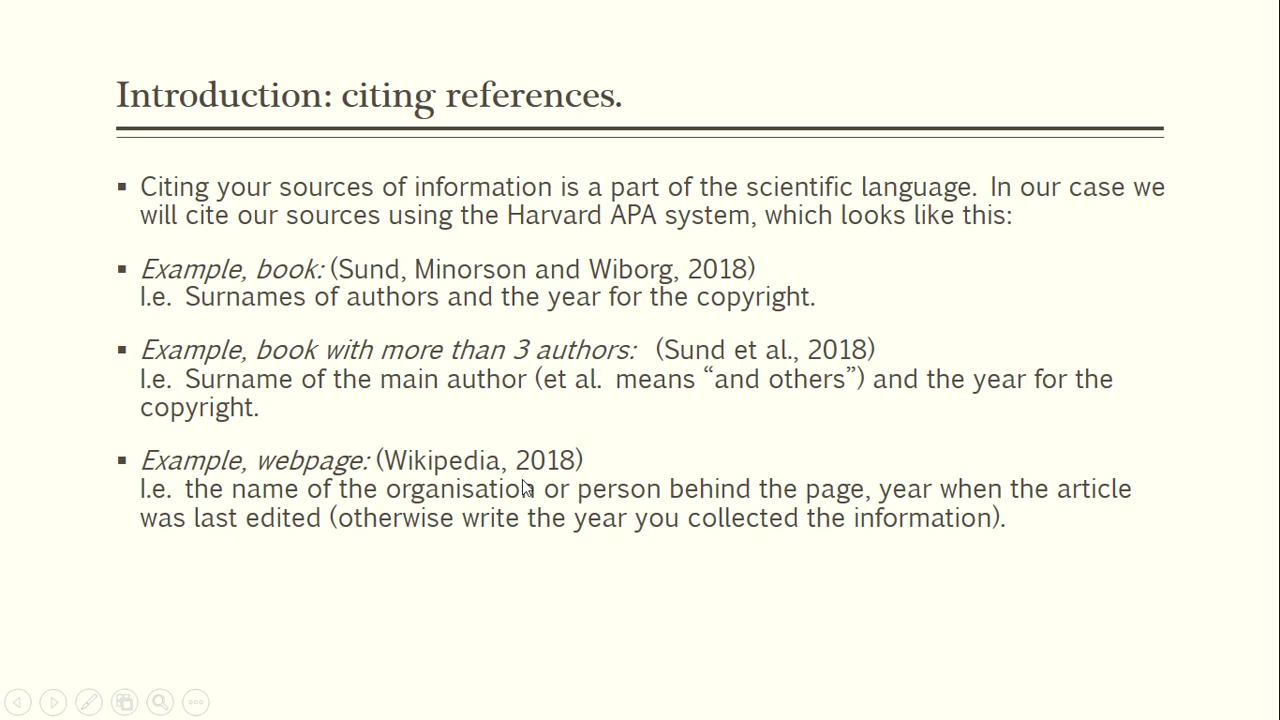 Introduction: citing references.
Citing your sources of information is a part of the scientific language. In our case we
will cite our sources using the Harvard APA system, which looks like this:
Example, book: (Sund, Minorson and Wiborg, 2018)
I.e. Surnames of authors and the year for the copyright.
Example, book with more than 3 authors: (Sund et al., 2018)
I.e. Surname of the main author (et al. means “and others”) and the year for the
copyright.
Example, webpage: (Wikipedia, 2018)
I.e. the name of the organisation or person behind the page, year when the article
was last edited (otherwise write the year you collected the information).